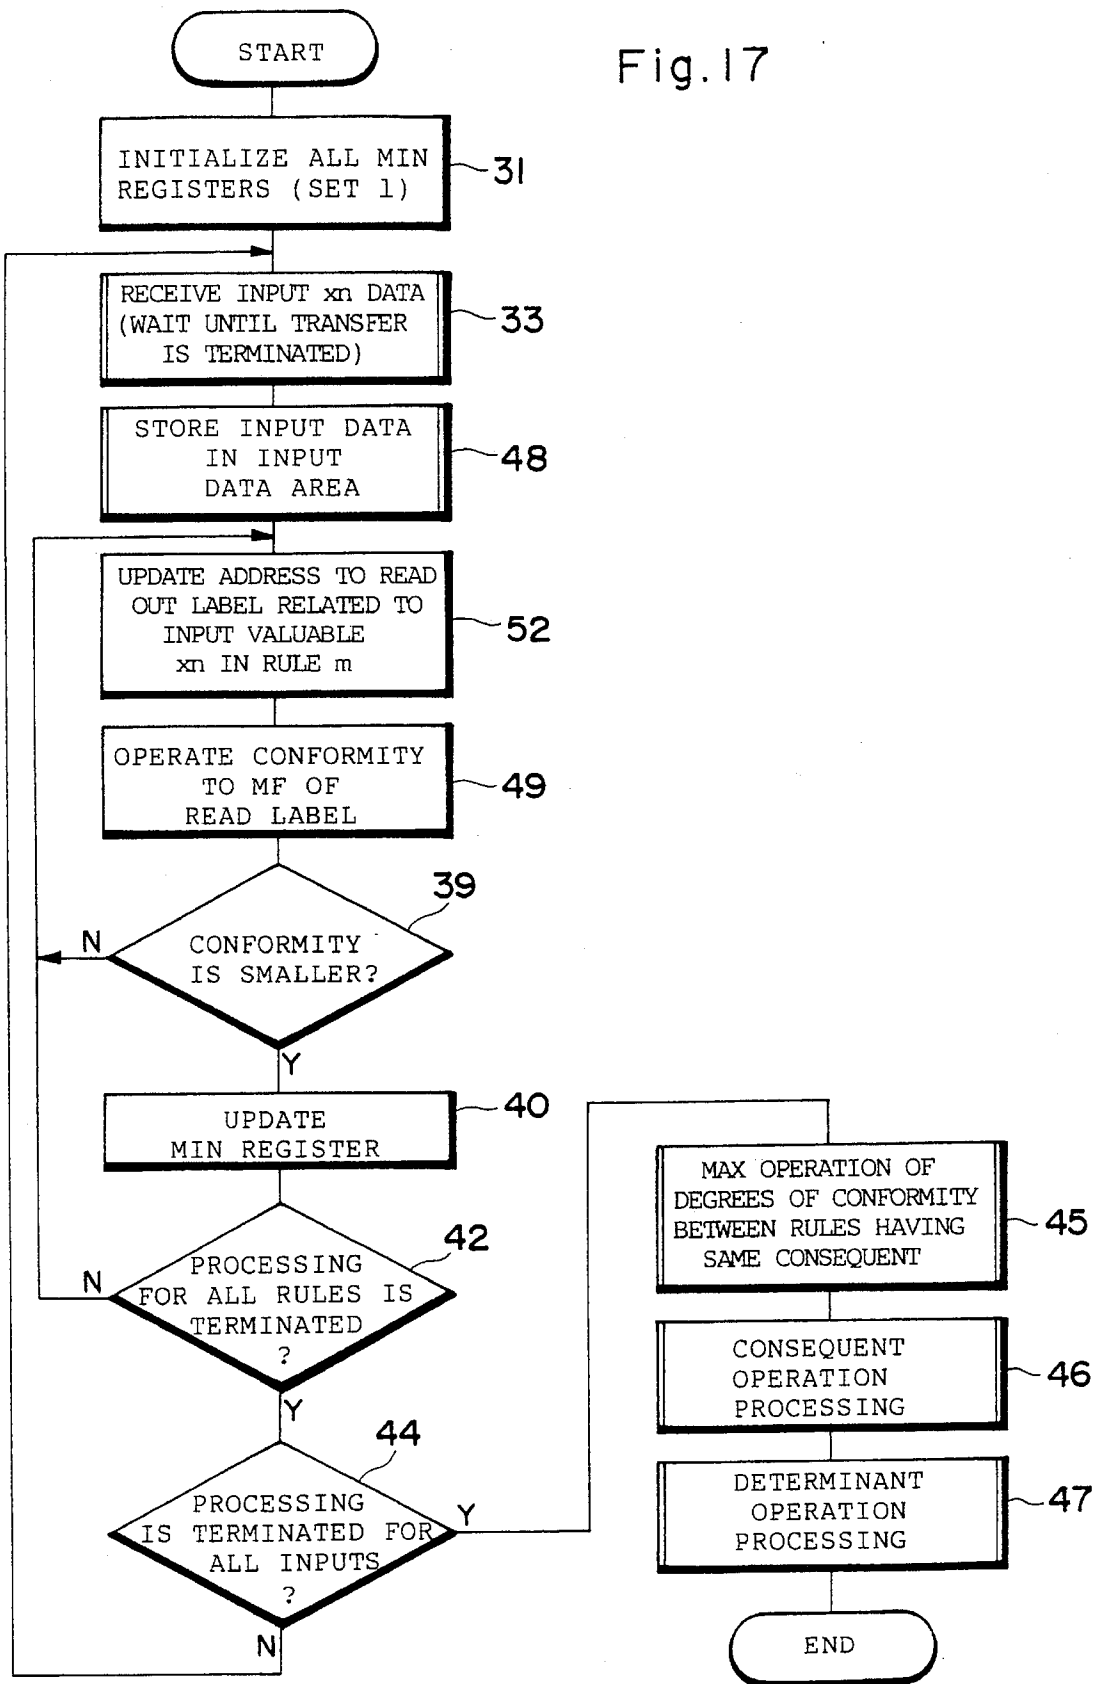 START
Fig.17
INITIALIZE ALL MIN
REGISTERS (SET 1)
31
RECEIVE INPUT xn DATA
(WAIT UNTIL TRANSFER
IS TERMINATED)
33
STORE INPUT DATA
IN INPUT
DATA AREA
48
UPDATE ADDRESS TO READ
OUT LABEL RELATED TO
INPUT VALUABLE
xn IN RULE m
52
OPERATE CONFORMITY
TO MF OF
READ LABEL
49
39
N
CONFORMITY
IS SMALLER?
Y
UPDATE
MIN REGISTER
40
42
N
PROCESSING
FOR ALL RULES IS
TERMINATED
?
Y
44
PROCESSING
IS TERMINATED FOR
ALL INPUTS
?
Y
N
MAX OPERATION OF
DEGREES OF CONFORMITY
BETWEEN RULES HAVING
SAME CONSEQUENT
45
CONSEQUENT
OPERATION
PROCESSING
46
DETERMINANT
OPERATION
PROCESSING
47
END